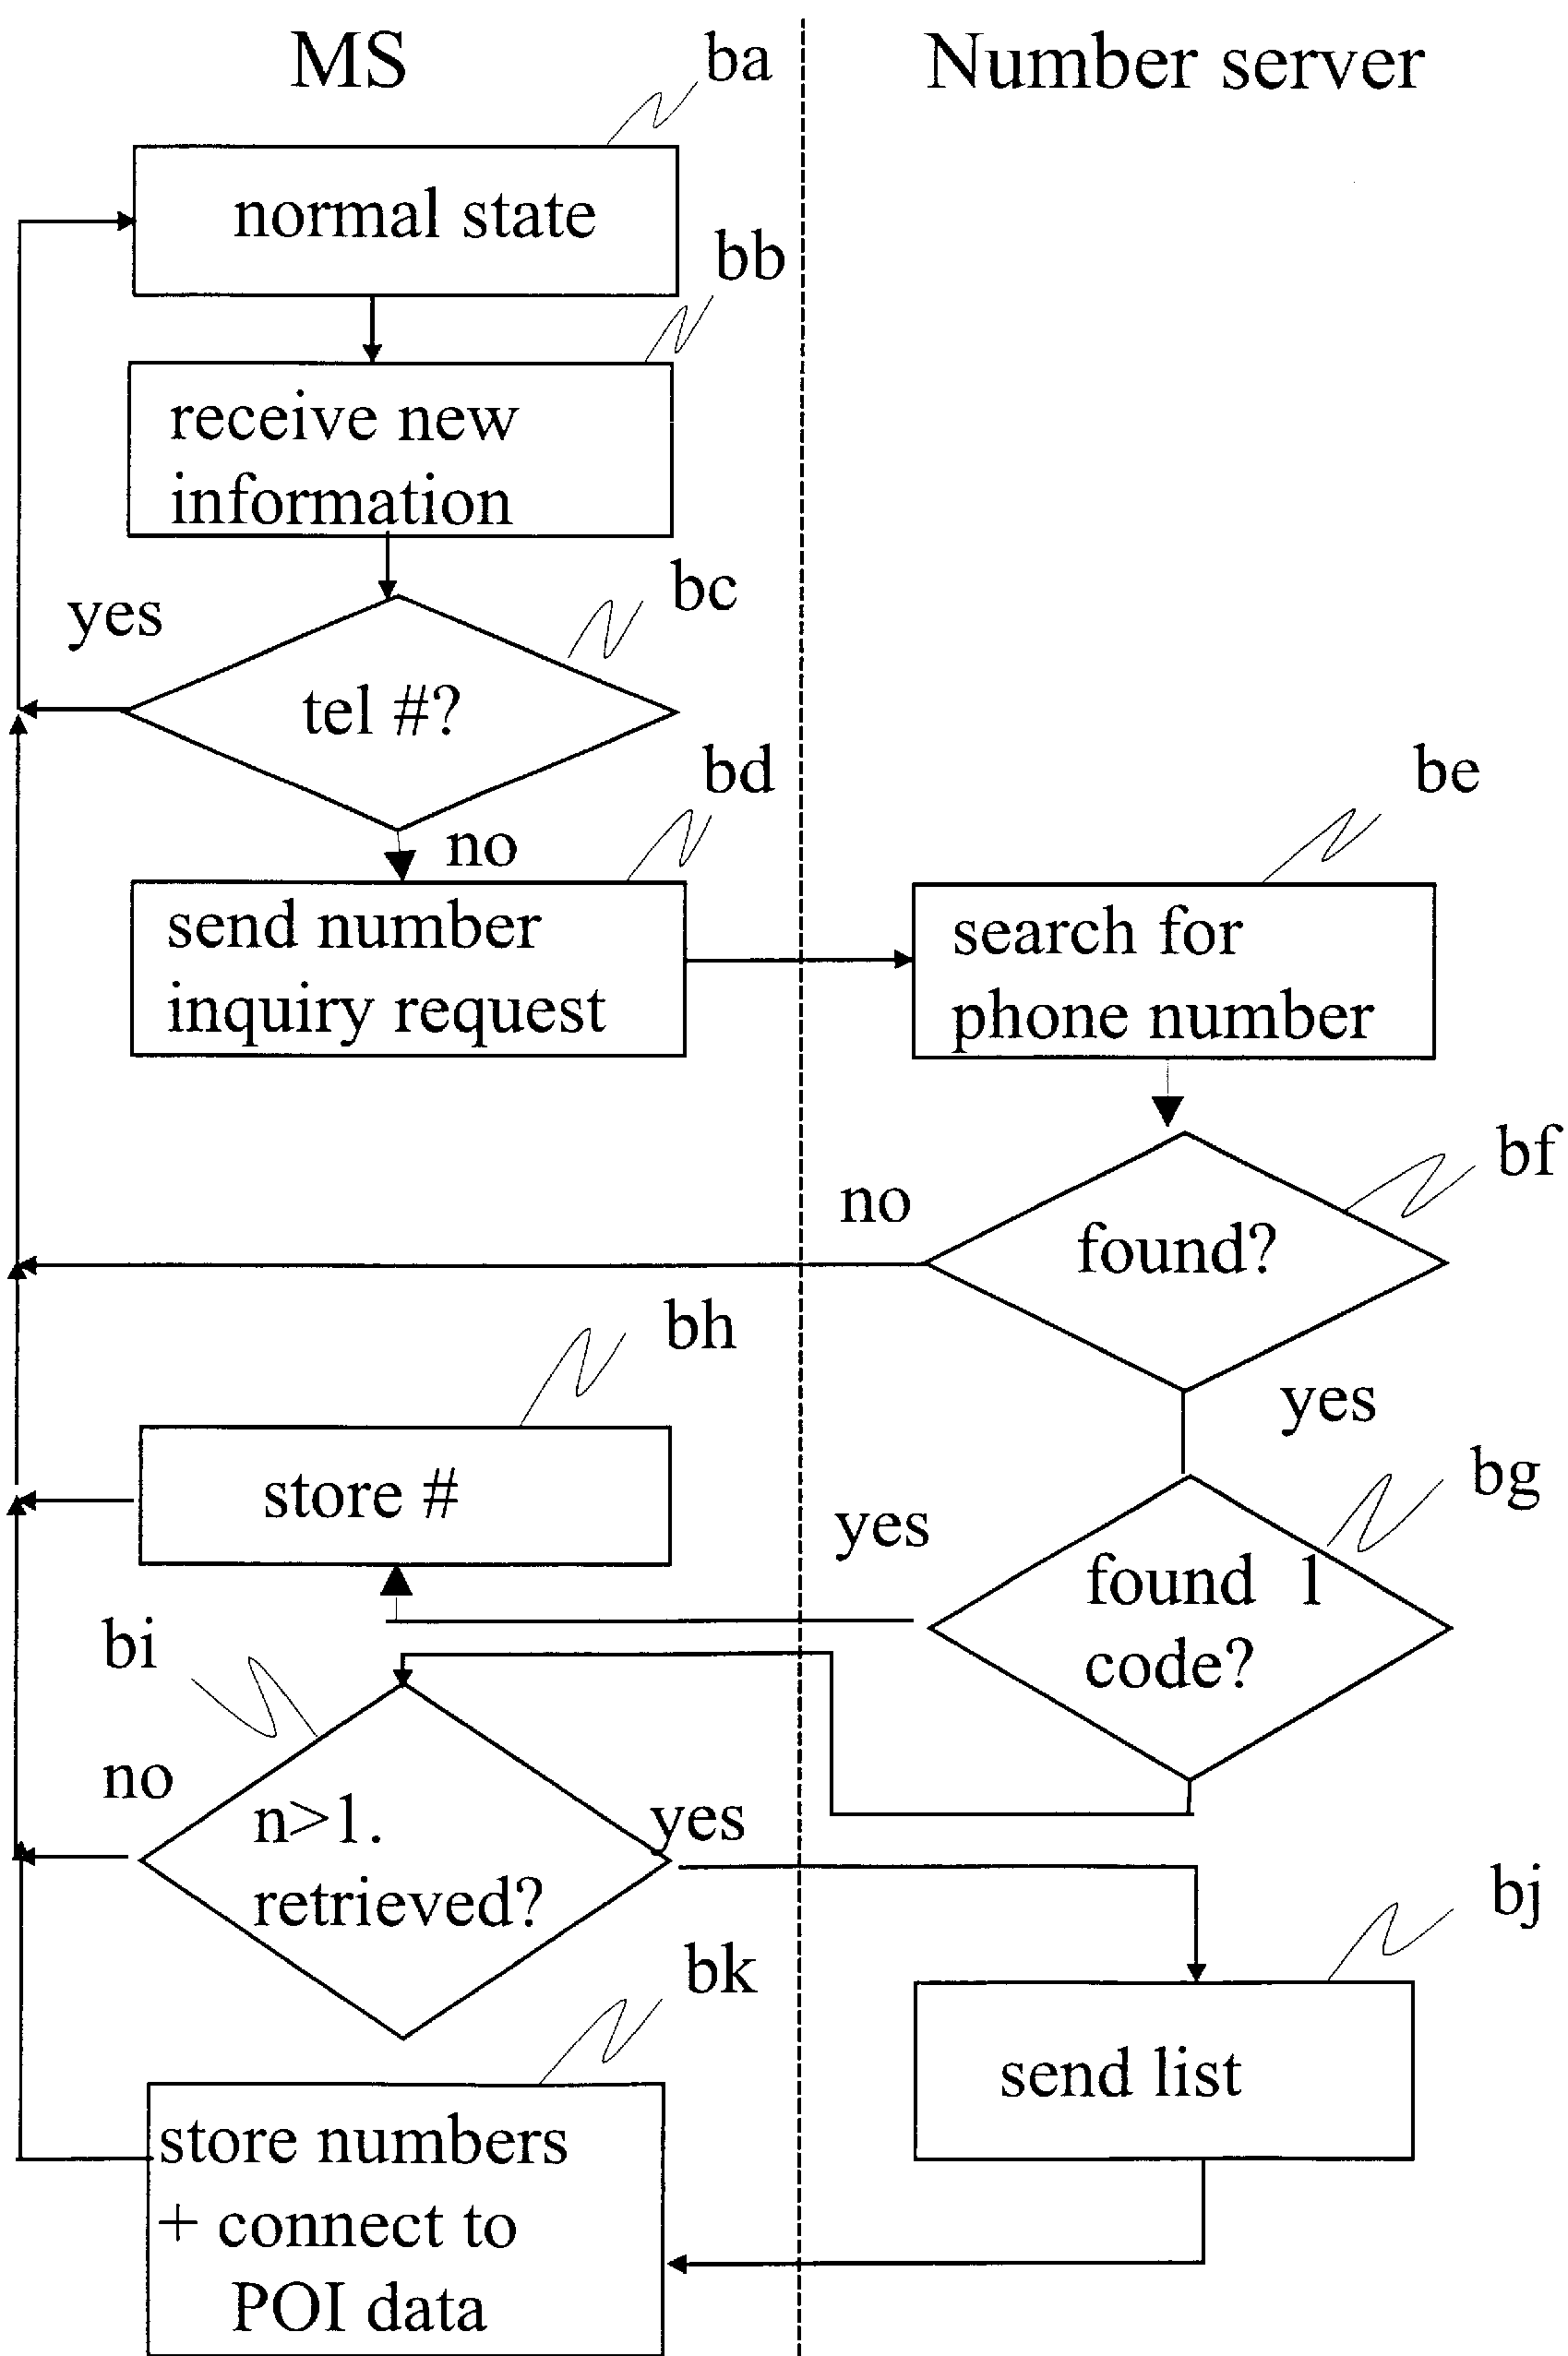 MS
ba
Number server
normal state
bb
receive new
information
bc
yes
tel #?
bd
be
no
send number
inquiry request
search for
phone number
bf
no
found?
bh
yes
store #
bg
yes
found 1
code?
bi
no
n>1.
retrieved?
yes
bj
bk
send list
store numbers
+ connect to
POI data